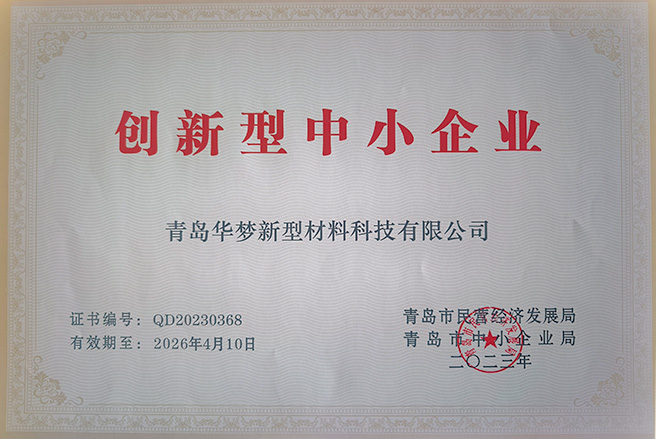 创新型中小企业
青岛华梦新型材料科技有限公司
证书编号：QD20230368
有效期至：2026年4月10日
青岛市民营经济发展局
青岛市中小企业局
二〇二三年